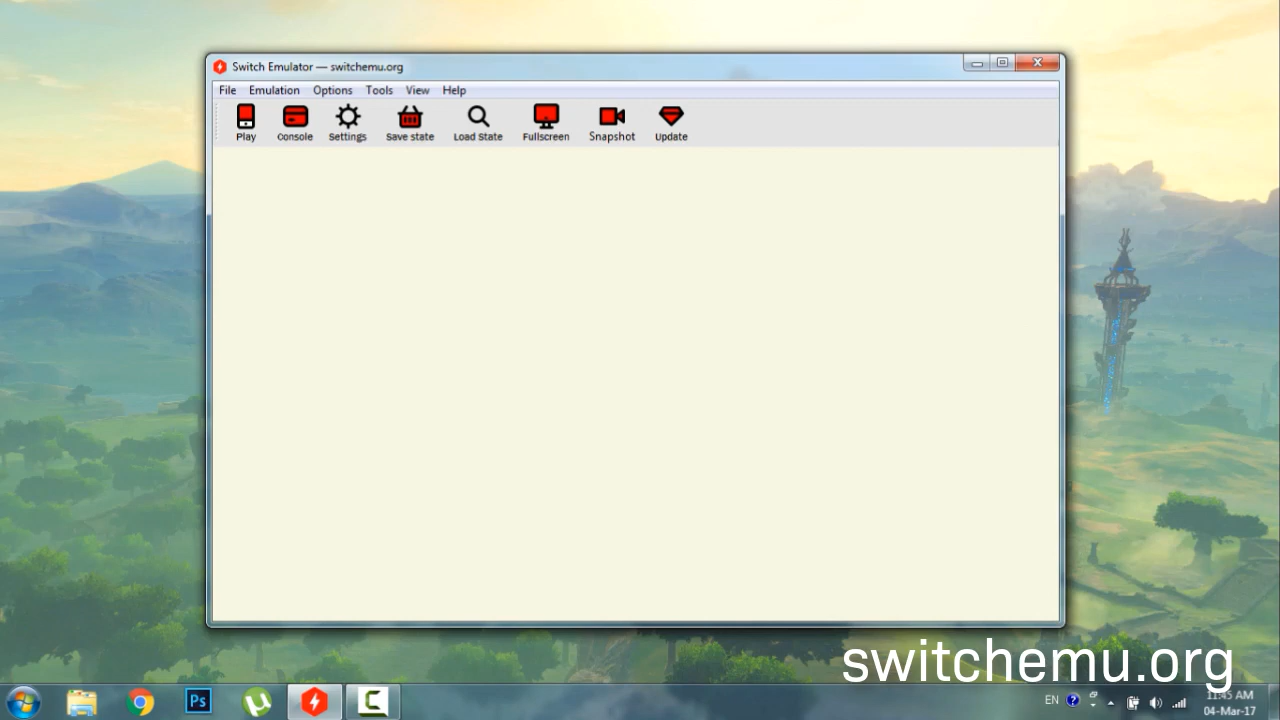 Switch Emulator — switchemu.org
File Emulation Options Tools View Help
Play Console Settings Save state Load State Fullscreen Snapshot Update
switchemu.org
Ps
EN
11:45 AM
04-Mar-17